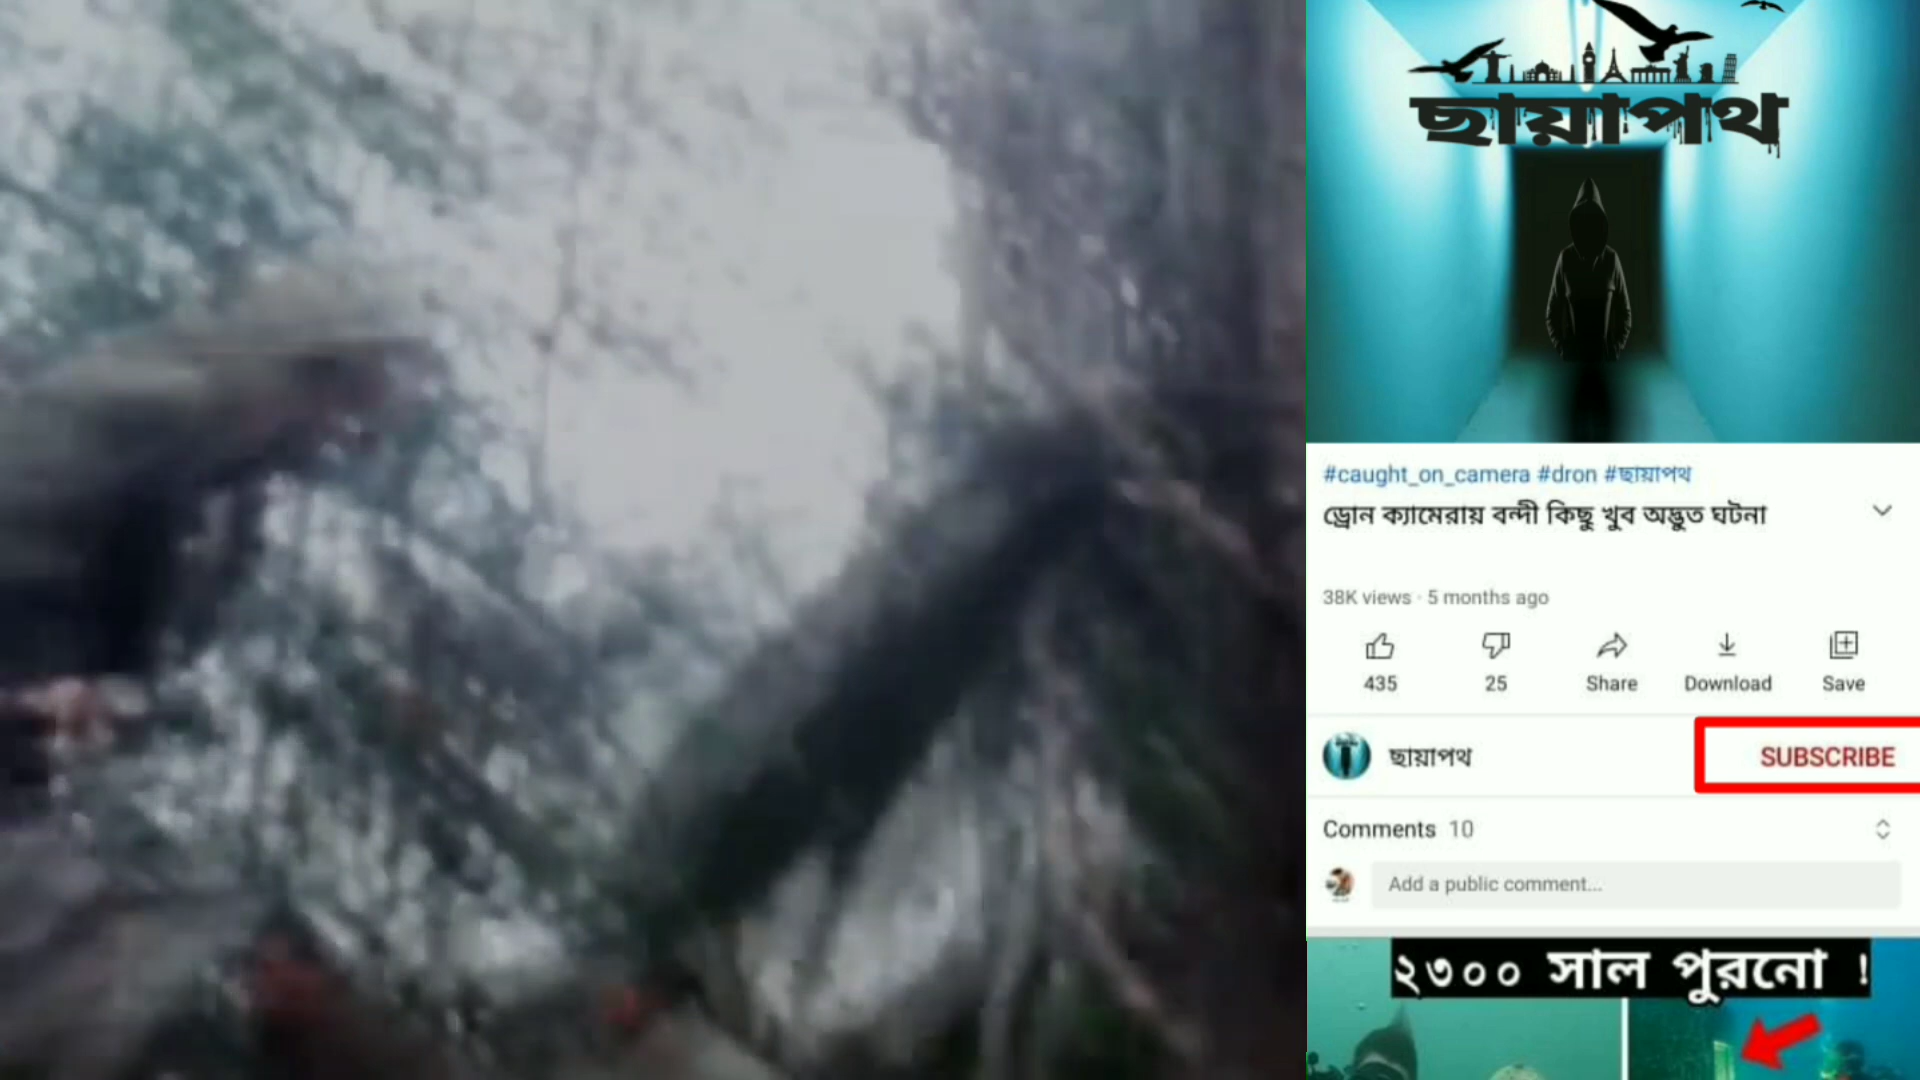 ছায়াপথ
#caught_on_camera #dron #ছায়াপথ
ড্রোন ক্যামেরায় বন্দী কিছু খুব অদ্ভুত ঘটনা
38K views · 5 months ago
435
25
Share
Download
Save
ছায়াপথ
SUBSCRIBE
Comments 10
Add a public comment...
২৩০০ সাল পুরনো !